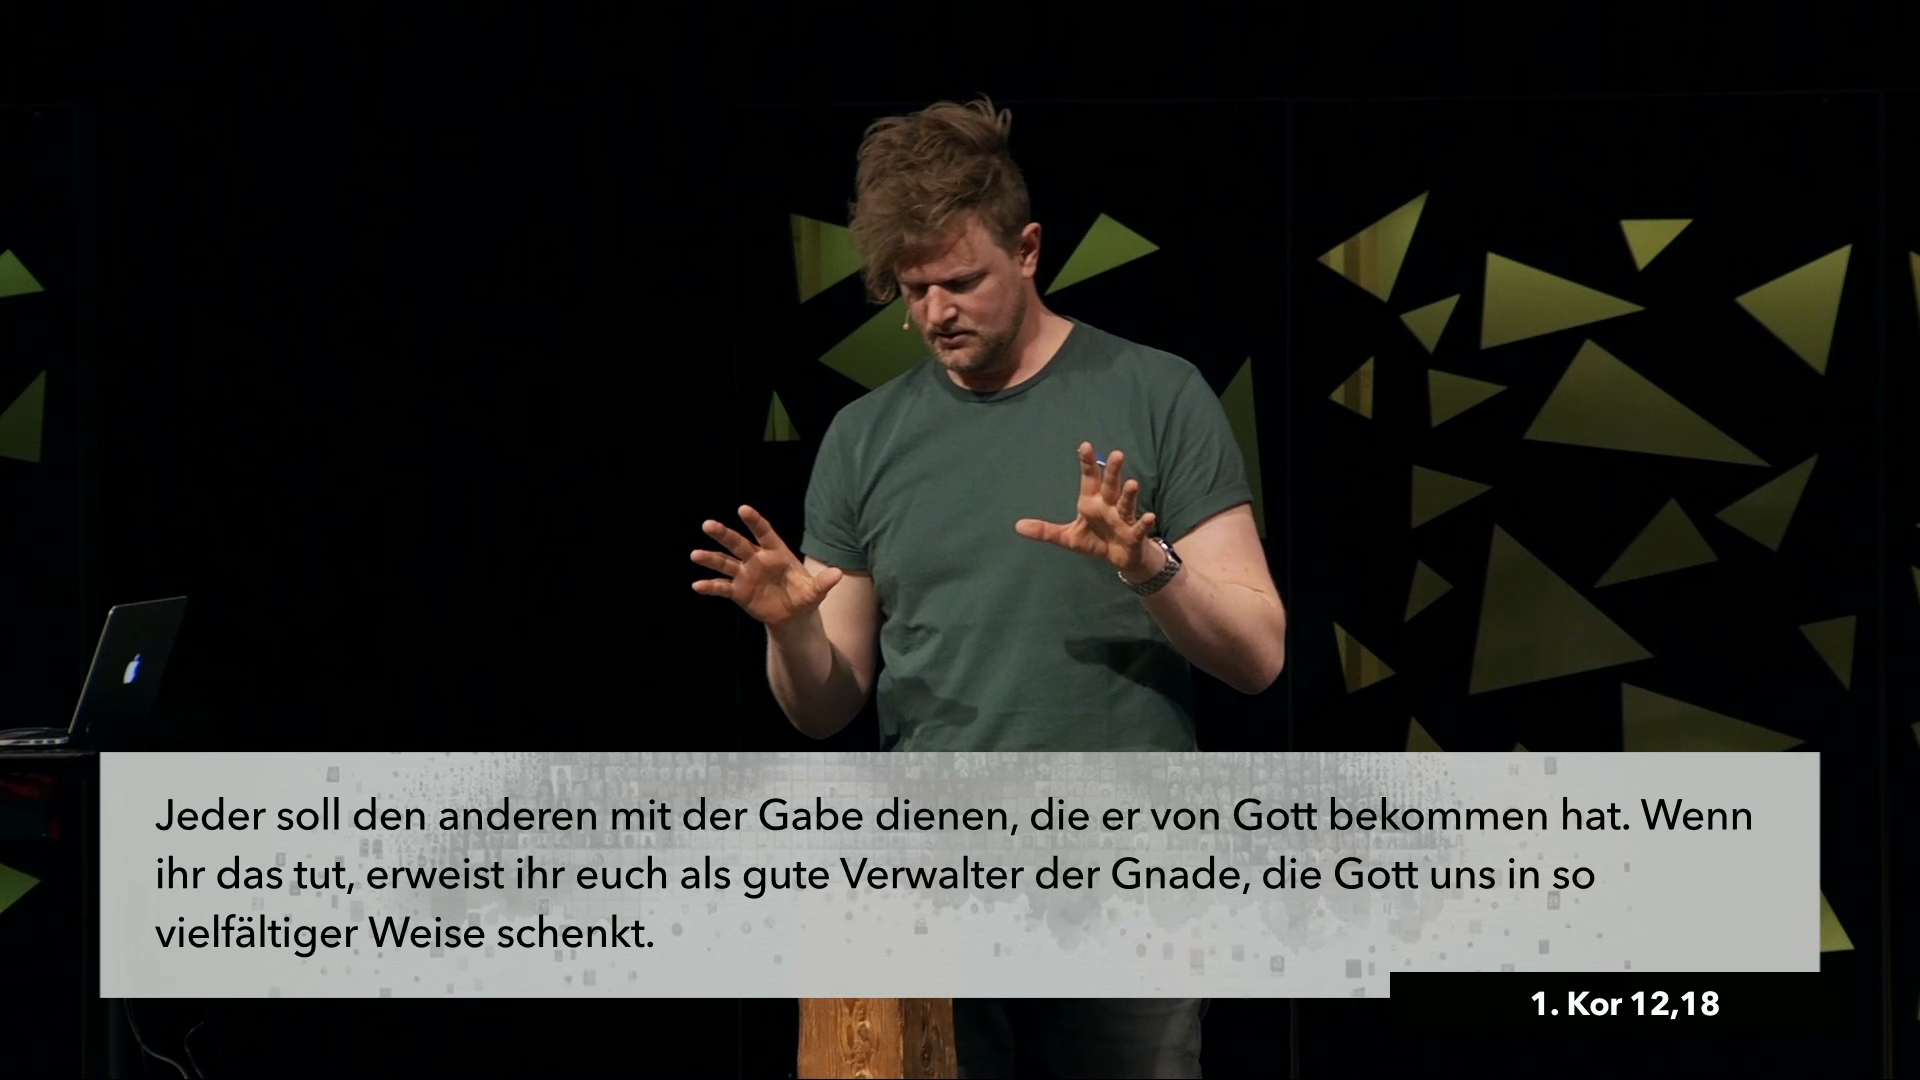 Jeder soll den anderen mit der Gabe dienen, die er von Gott bekommen hat. Wenn
ihr das tut, erweist ihr euch als gute Verwalter der Gnade, die Gott uns in so
vielfältiger Weise schenkt.
1. Kor 12,18